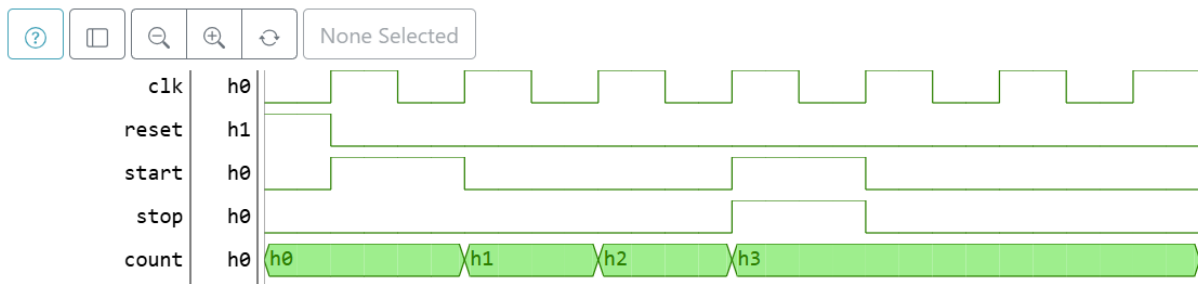 None Selected
clk h0
reset h1
start h0
stop h0
count h0 h0 h1 h2 h3